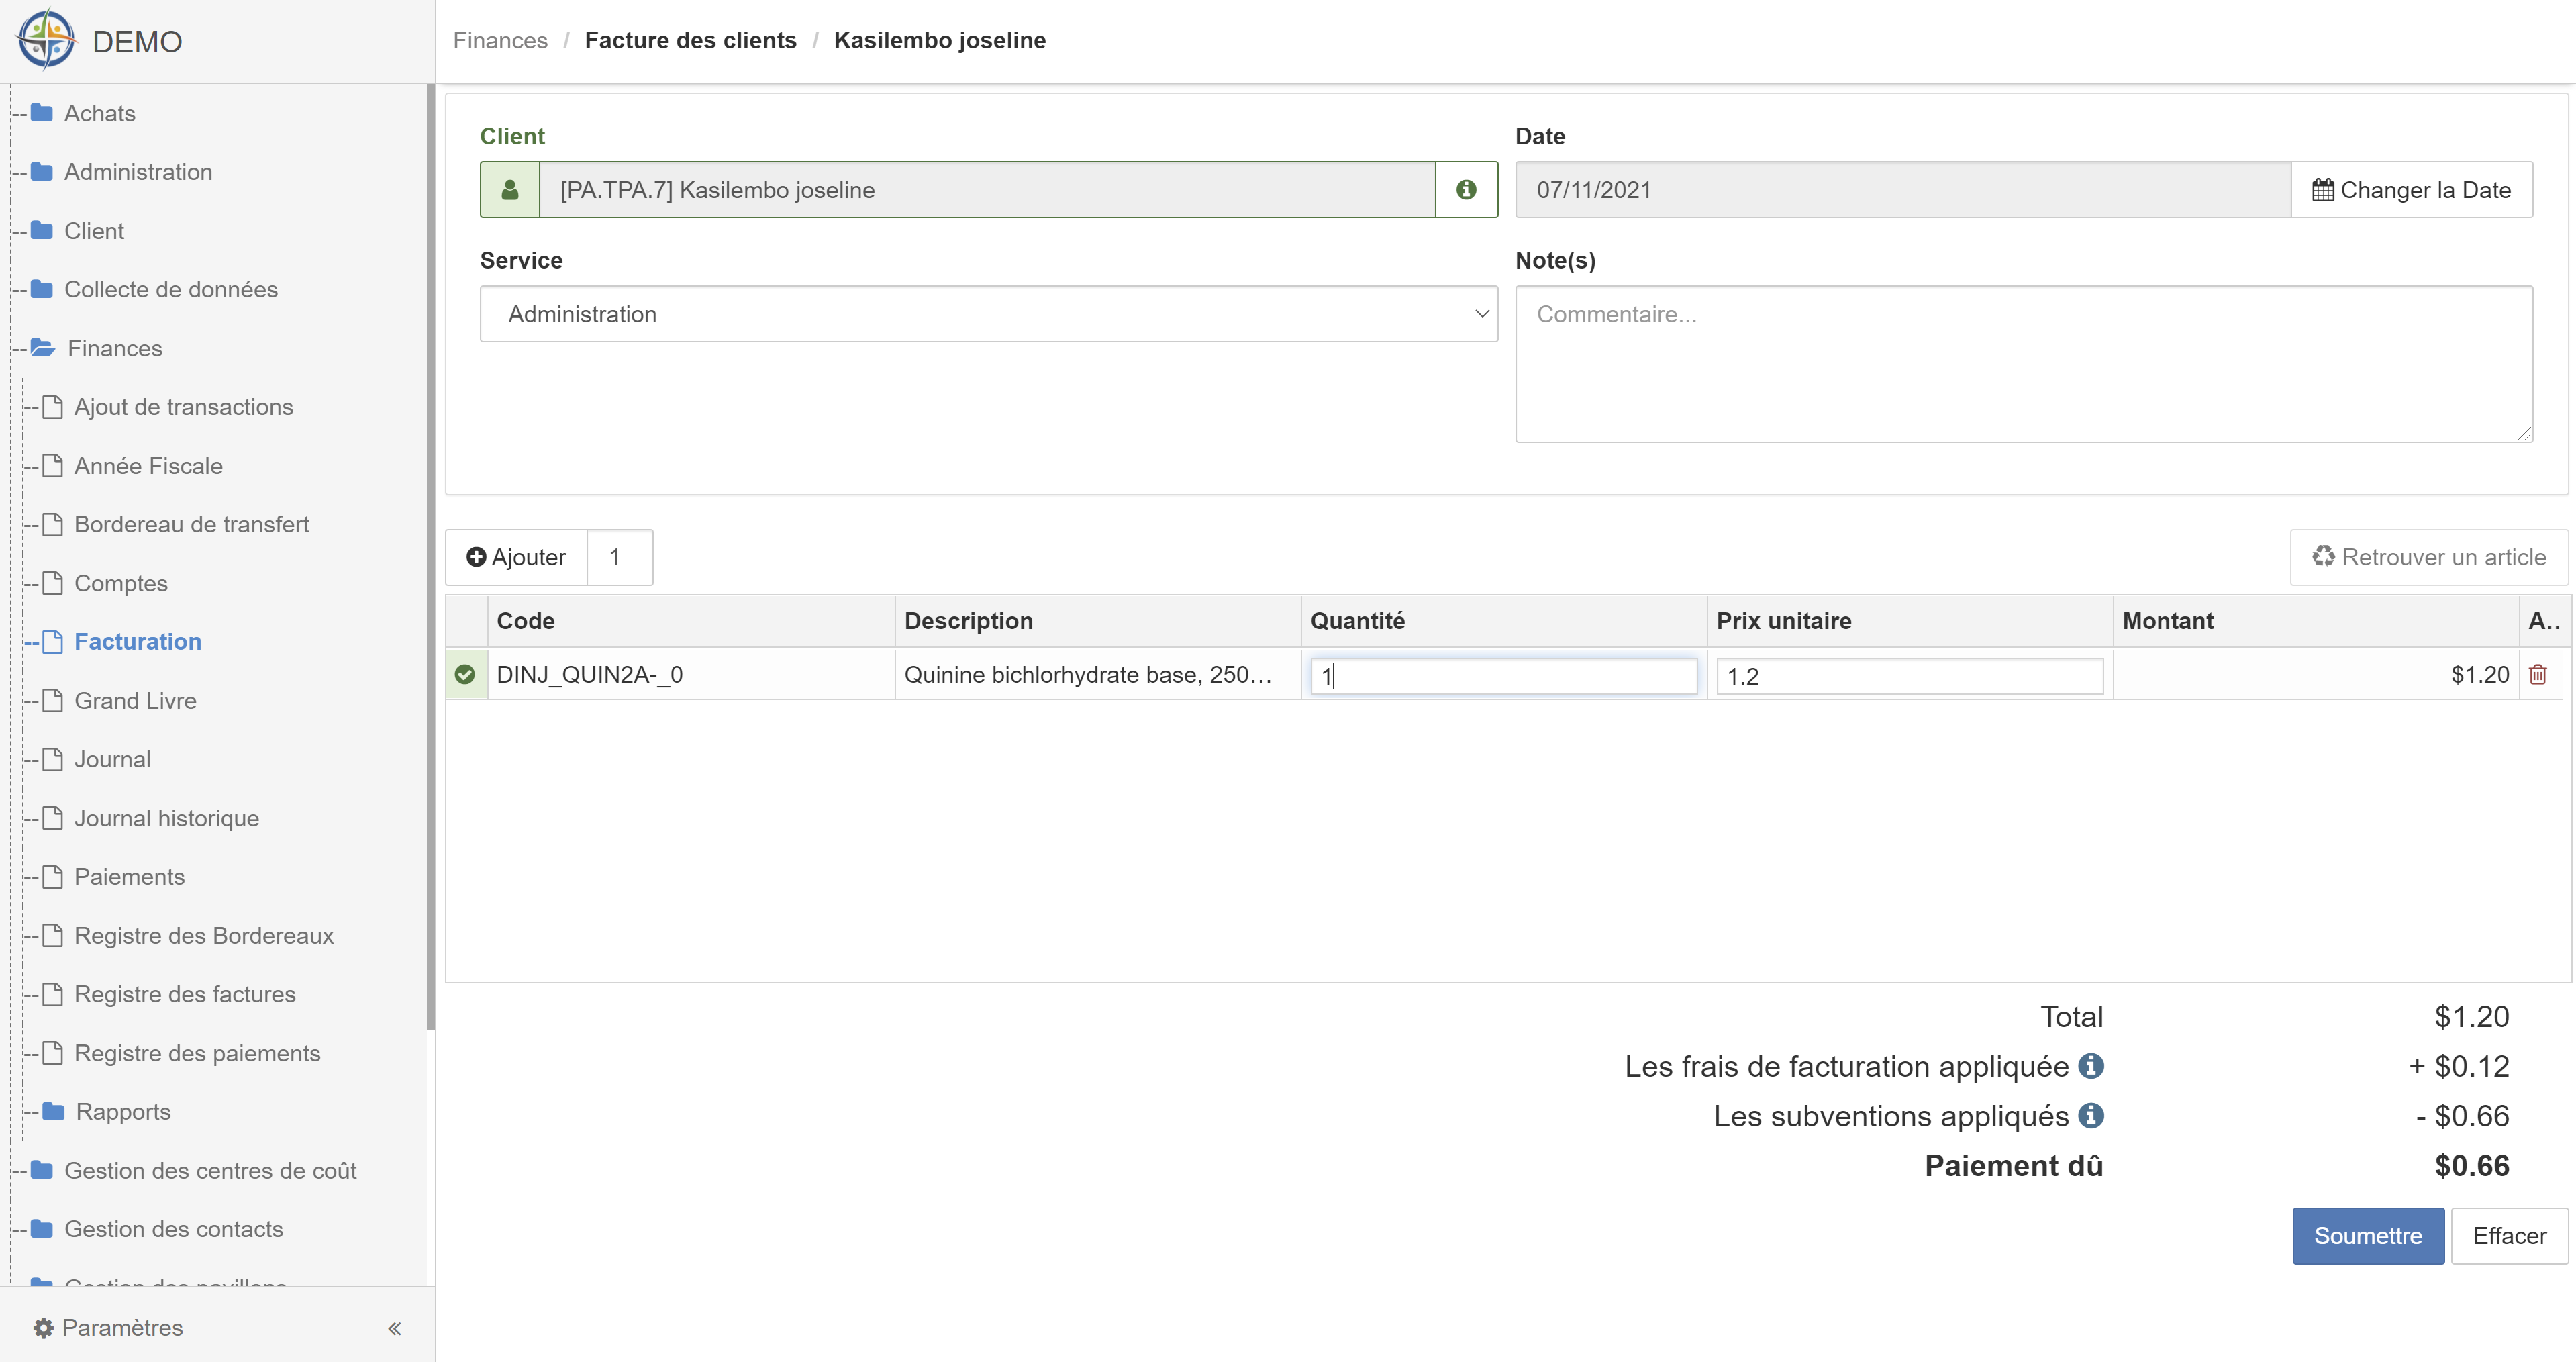 DEMO
Finances / Facture des clients / Kasilembo joseline
Achats
Administration
Client
Collecte de données
Finances
Ajout de transactions
Année Fiscale
Bordereau de transfert
Comptes
Facturation
Grand Livre
Journal
Journal historique
Paiements
Registre des Bordereaux
Registre des factures
Registre des paiements
Rapports
Gestion des centres de coût
Gestion des contacts
Gestion des pavillons
Paramètres «
Client
[PA.TPA.7] Kasilembo joseline
Date
07/11/2021 Changer la Date
Service
Administration
Note(s)
Commentaire...
Ajouter 1
Retrouver un article
Code Description Quantité Prix unitaire Montant A..
DINJ_QUIN2A-_0 Quinine bichlorhydrate base, 250… 1 1.2 $1.20
Total $1.20
Les frais de facturation appliquée + $0.12
Les subventions appliqués - $0.66
Paiement dû $0.66
Soumettre Effacer